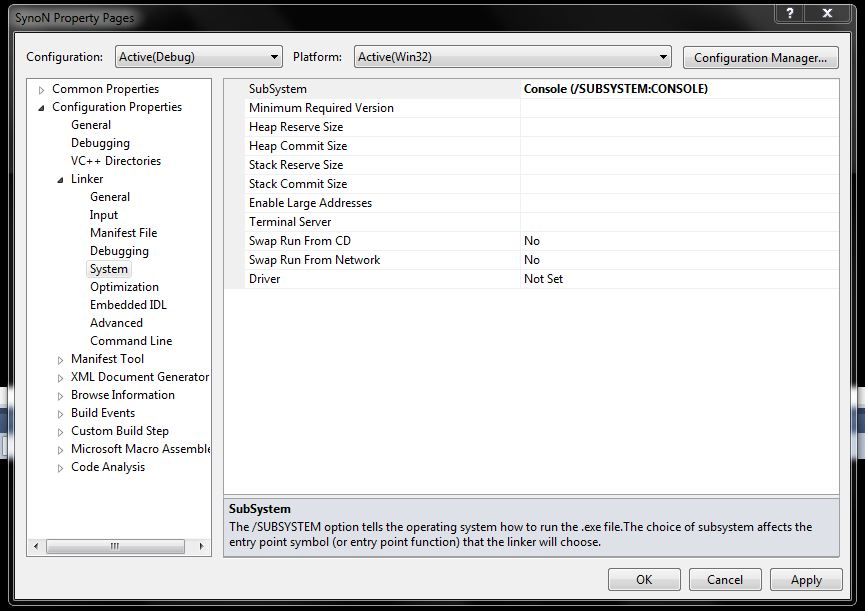 SynoN Property Pages
?
x
Configuration: Active(Debug) Platform: Active(Win32) Configuration Manager...
Common Properties
Configuration Properties
General
Debugging
VC++ Directories
Linker
General
Input
Manifest File
Debugging
System
Optimization
Embedded IDL
Advanced
Command Line
Manifest Tool
XML Document Generator
Browse Information
Build Events
Custom Build Step
Microsoft Macro Assemble
Code Analysis
SubSystem Console (/SUBSYSTEM:CONSOLE)
Minimum Required Version
Heap Reserve Size
Heap Commit Size
Stack Reserve Size
Stack Commit Size
Enable Large Addresses
Terminal Server
Swap Run From CD No
Swap Run From Network No
Driver Not Set
SubSystem
The /SUBSYSTEM option tells the operating system how to run the .exe file.The choice of subsystem affects the
entry point symbol (or entry point function) that the linker will choose.
OK Cancel Apply